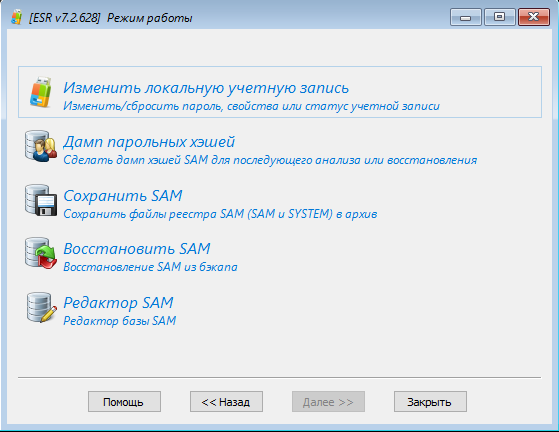 [ESR v7.2.628] Режим работы
Изменить локальную учетную запись
Изменить/сбросить пароль, свойства или статус учетной записи
Дамп парольных хэшей
Сделать дамп хэшей SAM для последующего анализа или восстановления
Сохранить SAM
Сохранить файлы реестра SAM (SAM и SYSTEM) в архив
Восстановить SAM
Восстановление SAM из бэкапа
Редактор SAM
Редактор базы SAM
Помощь
<< Назад
Далее >>
Закрыть